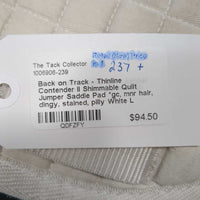 The Tack Collector
1006906-239
237 +
Back on Track - Thinline
Contender II Shimmable Quilt
Jumper Saddle Pad *gc, mnr hair,
dingy, stained, pilly White L
$94.50
QDFZFY